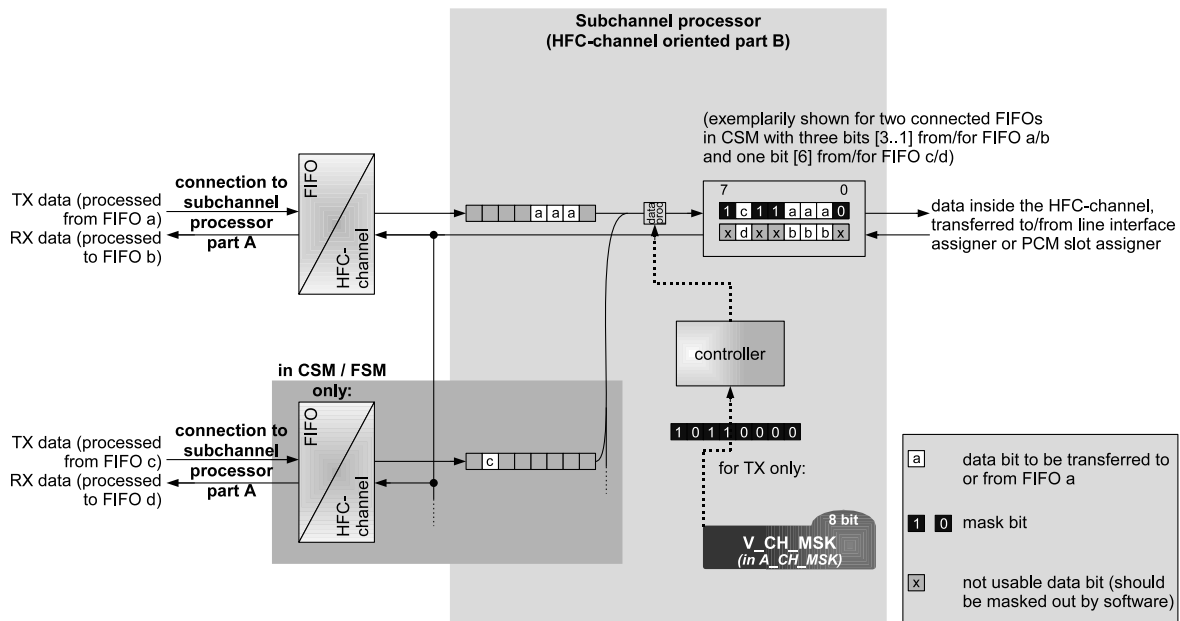 Subchannel processor
(HFC-channel oriented part B)
(exemplarily shown for two connected FIFOs
in CSM with three bits [3..1] from/for FIFO a/b
and one bit [6] from/for FIFO c/d)
7 0
TX data (processed
from FIFO a)
RX data (processed
to FIFO b)
connection to
subchannel
processor
part A
FIFO
HFC-
channel
a a a
data
proc
1 c 1 1 a a a 0
x d x x b b b x
data inside the HFC-channel,
transferred to/from line interface
assigner or PCM slot assigner
controller
in CSM / FSM
only:
TX data (processed
from FIFO c)
RX data (processed
to FIFO d)
connection to
subchannel
processor
part A
FIFO
HFC-
channel
c
1 0 1 1 0 0 0 0
for TX only:
8 bit
V_CH_MSK
(in A_CH_MSK)
a data bit to be transferred to
or from FIFO a
1 0 mask bit
x not usable data bit (should
be masked out by software)